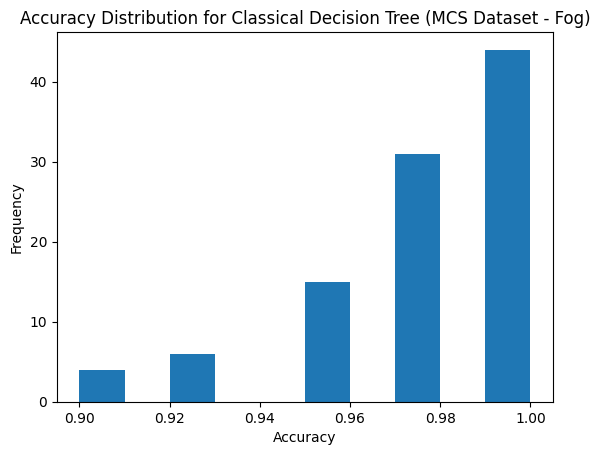 Accuracy Distribution for Classical Decision Tree (MCS Dataset - Fog)
40
30
20
10
0
Frequency
0.90 0.92 0.94 0.96 0.98 1.00
Accuracy